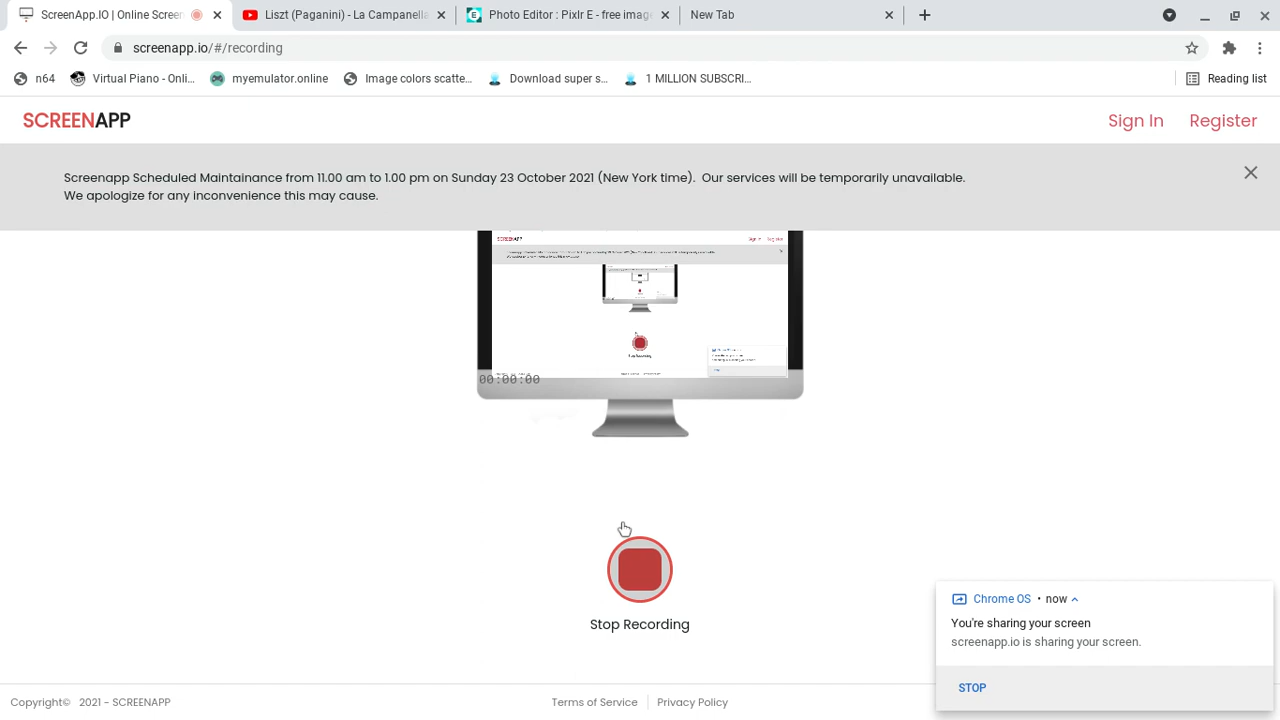 ScreenApp.IO | Online Screen
Liszt (Paganini) - La Campanella
Photo Editor : Pixlr E - free image
New Tab
screenapp.io/#/recording
n64
Virtual Piano - Onli...
myemulator.online
Image colors scatte...
Download super s...
1 MILLION SUBSCRI...
Reading list
SCREENAPP
Sign In
Register
Screenapp Scheduled Maintainance from 11.00 am to 1.00 pm on Sunday 23 October 2021 (New York time). Our services will be temporarily unavailable.
We apologize for any inconvenience this may cause.
SCREENAPP
Sign In Register
00:00:00
Stop Recording
Chrome OS • now
You're sharing your screen
screenapp.io is sharing your screen.
STOP
Copyright© 2021 - SCREENAPP
Terms of Service
Privacy Policy